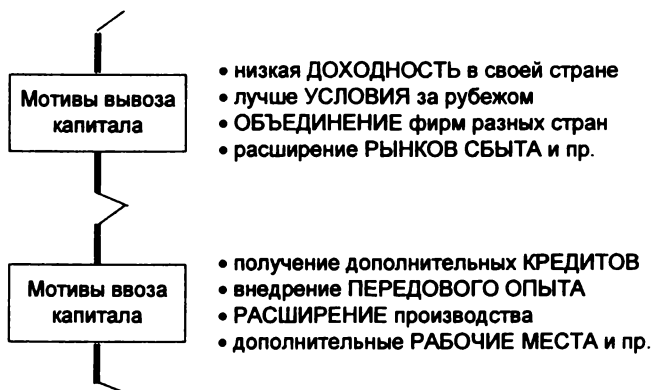 Мотивы вывоза
капитала
• низкая ДОХОДНОСТЬ в своей стране
• лучше УСЛОВИЯ за рубежом
• ОБЪЕДИНЕНИЕ фирм разных стран
• расширение РЫНКОВ СБЫТА и пр.
Мотивы ввоза
капитала
• получение дополнительных КРЕДИТОВ
• внедрение ПЕРЕДОВОГО ОПЫТА
• РАСШИРЕНИЕ производства
• дополнительные РАБОЧИЕ МЕСТА и пр.